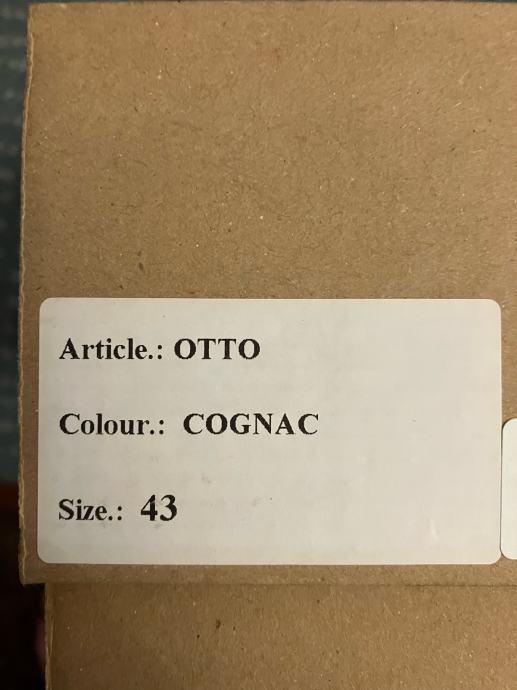 Article.: OTTO
Colour.: COGNAC
Size.: 43